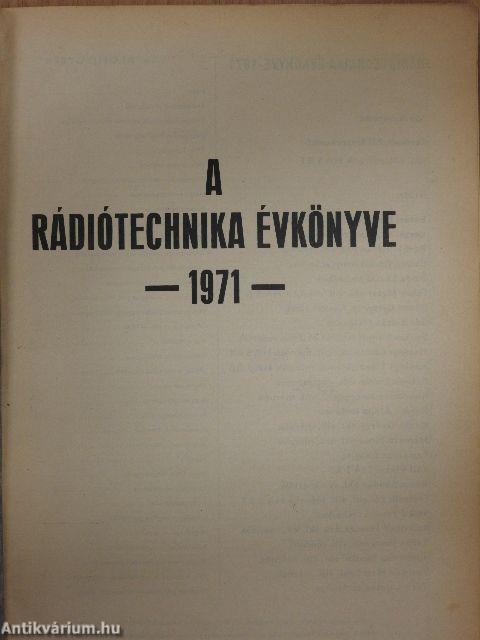 A
RÁDIÓTECHNIKA ÉVKÖNYVE
— 1971 —
Antikvárium.hu